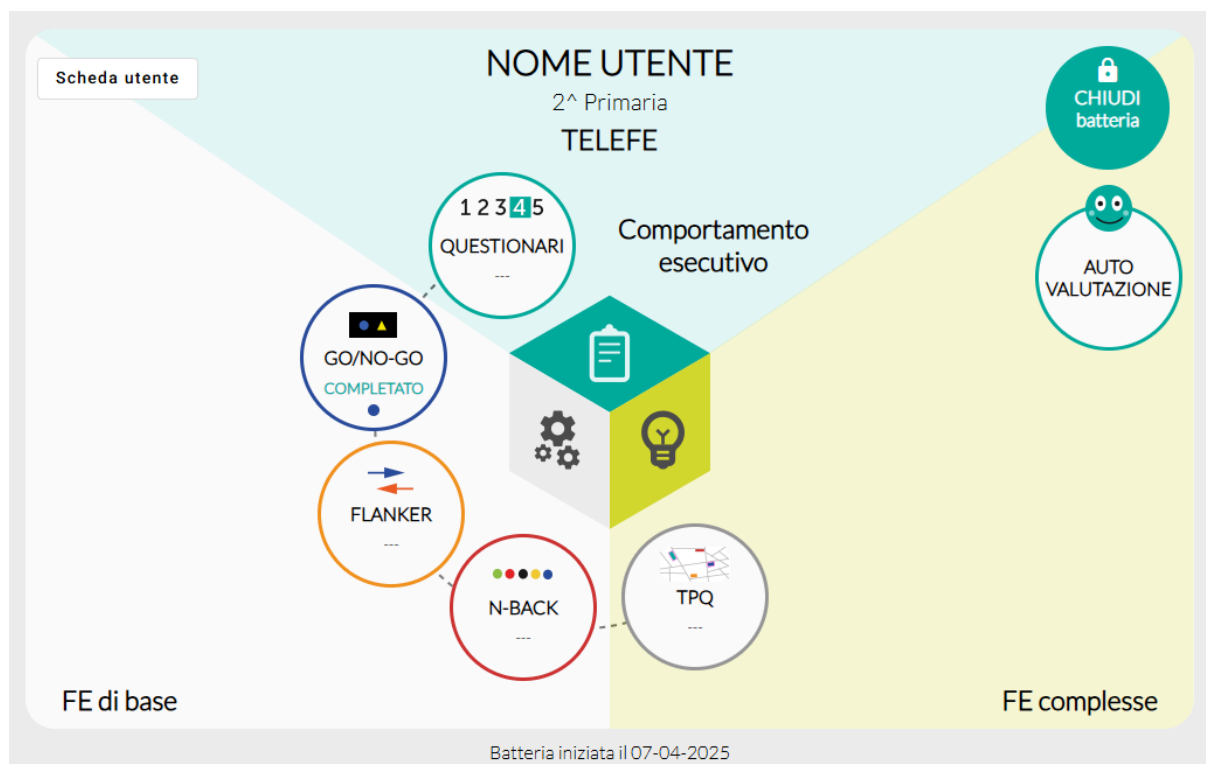 Scheda utente
NOME UTENTE
2^ Primaria
TELEFE
CHIUDI
batteria
1 2 3 4 5
QUESTIONARI
---
Comportamento
esecutivo
AUTO
VALUTAZIONE
GO/NO-GO
COMPLETATO
FLANKER
---
N-BACK
---
TPQ
---
FE di base
FE complesse
Batteria iniziata il 07-04-2025